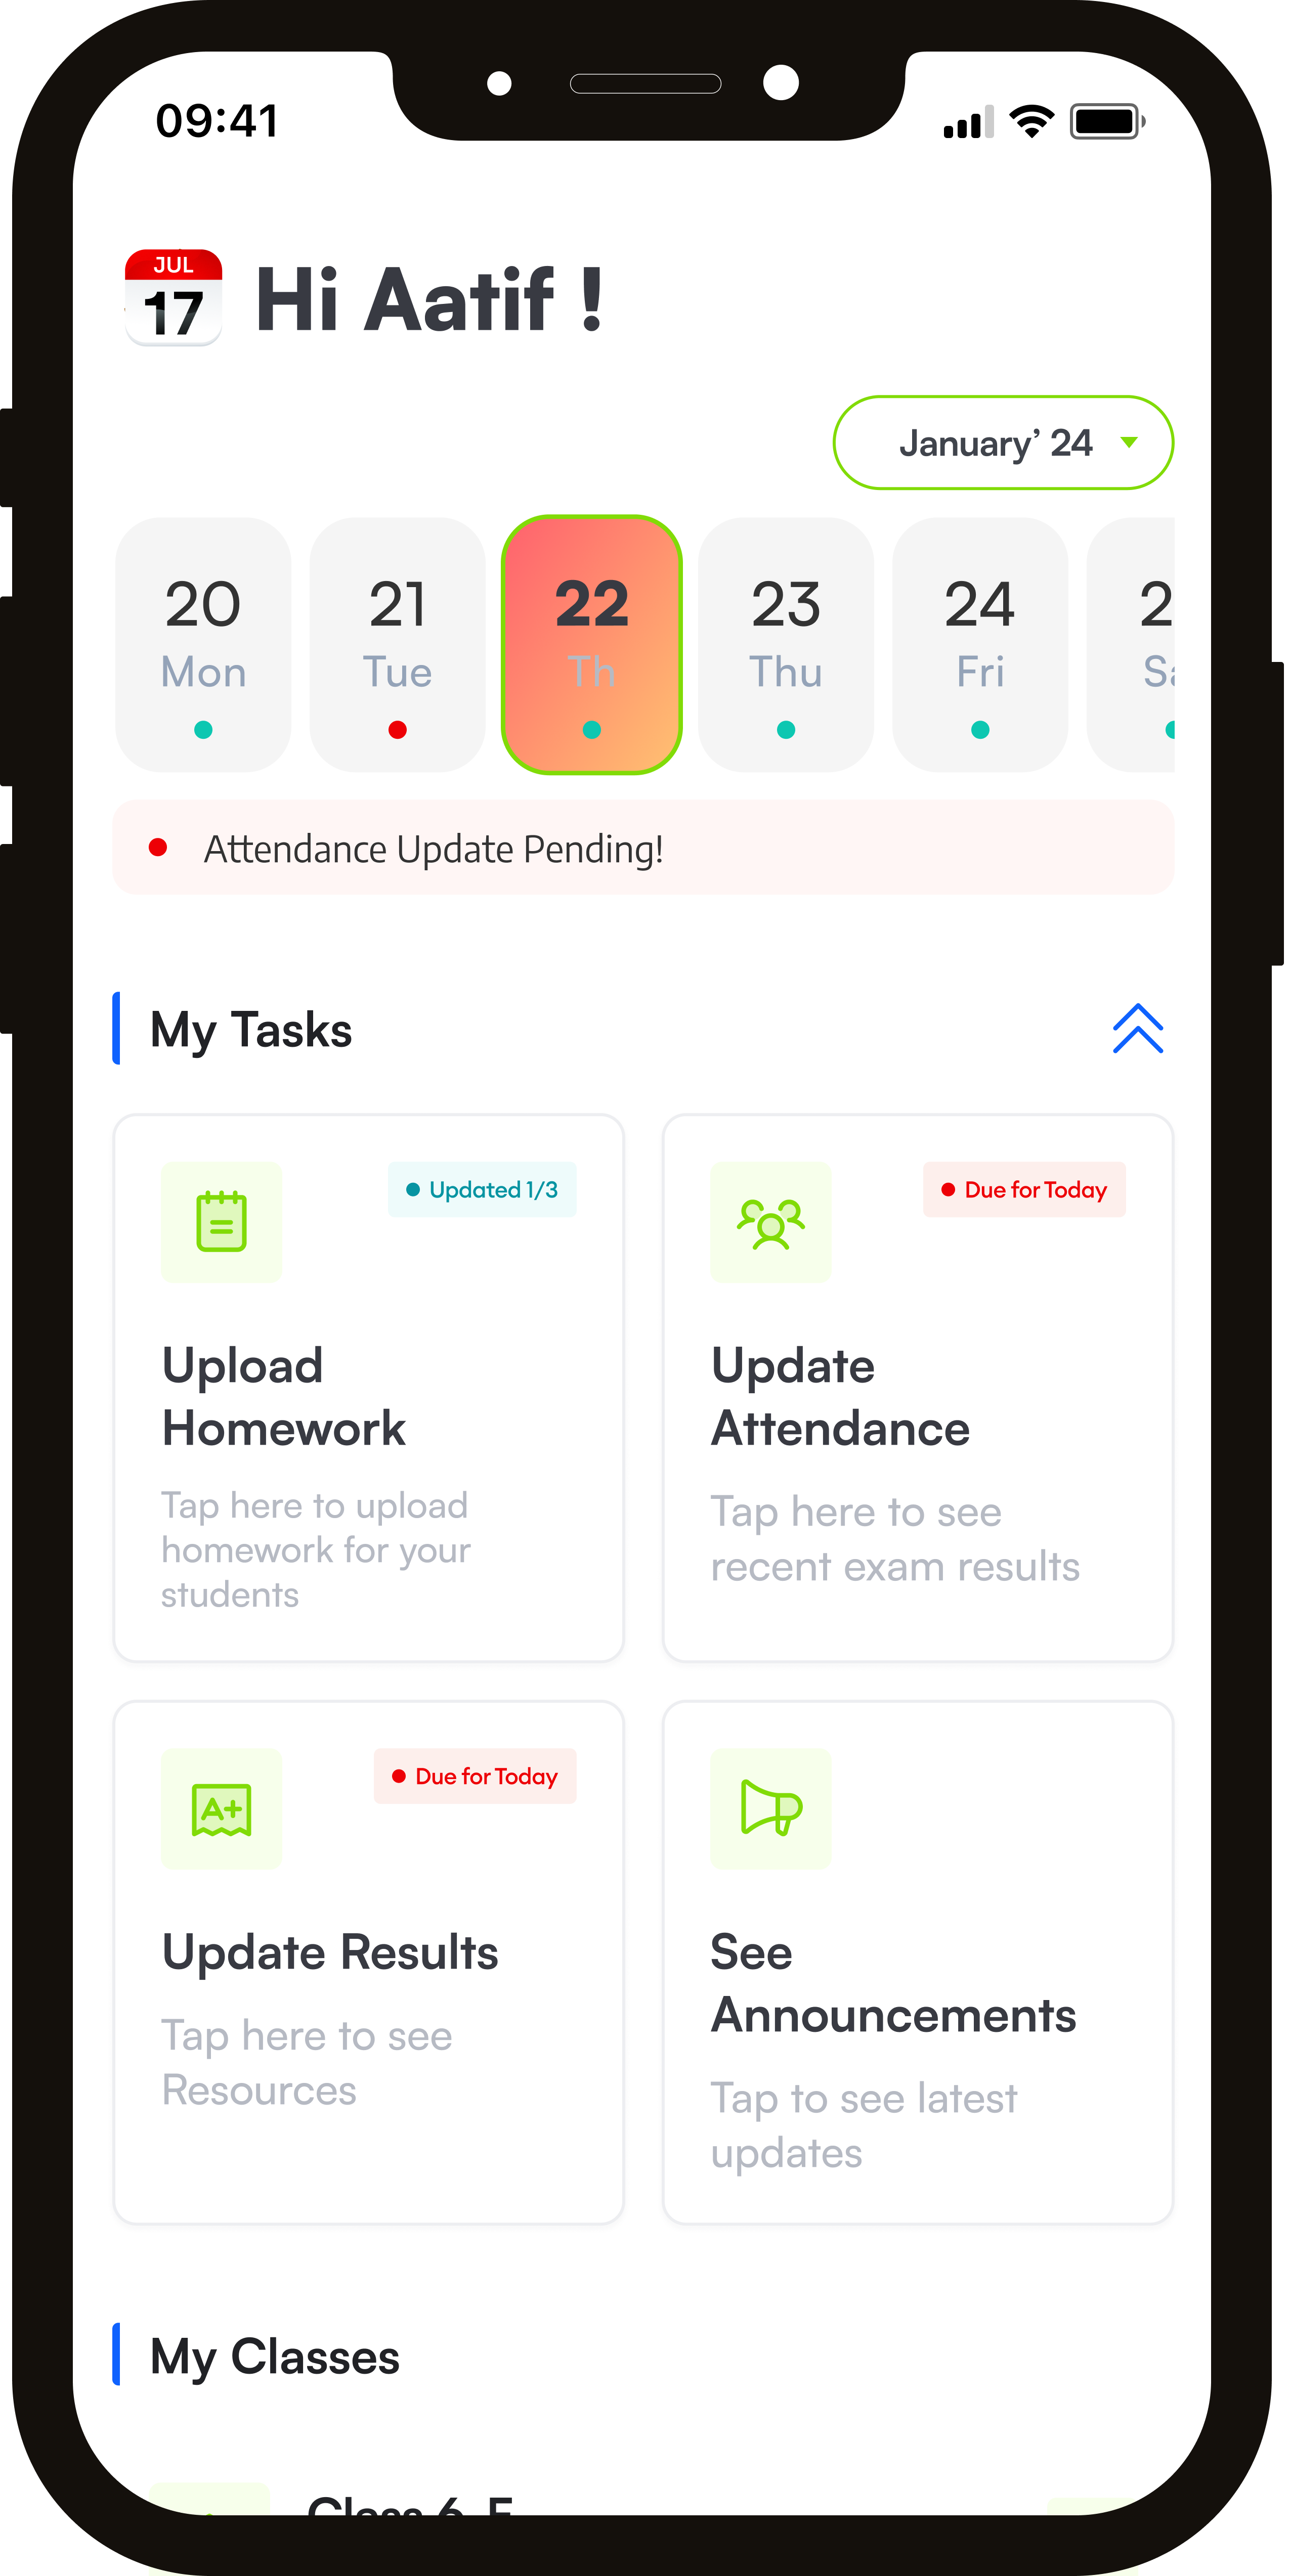 09:41
JUL
17
Hi Aatif !
January’ 24
20 21 22 23 24 2
Mon Tue Th Thu Fri Sa
Attendance Update Pending!
My Tasks
Updated 1/3
Upload
Homework
Tap here to upload
homework for your
students
Due for Today
Update
Attendance
Tap here to see
recent exam results
Due for Today
Update Results
Tap here to see
Resources
See
Announcements
Tap to see latest
updates
My Classes
Class 6
A+